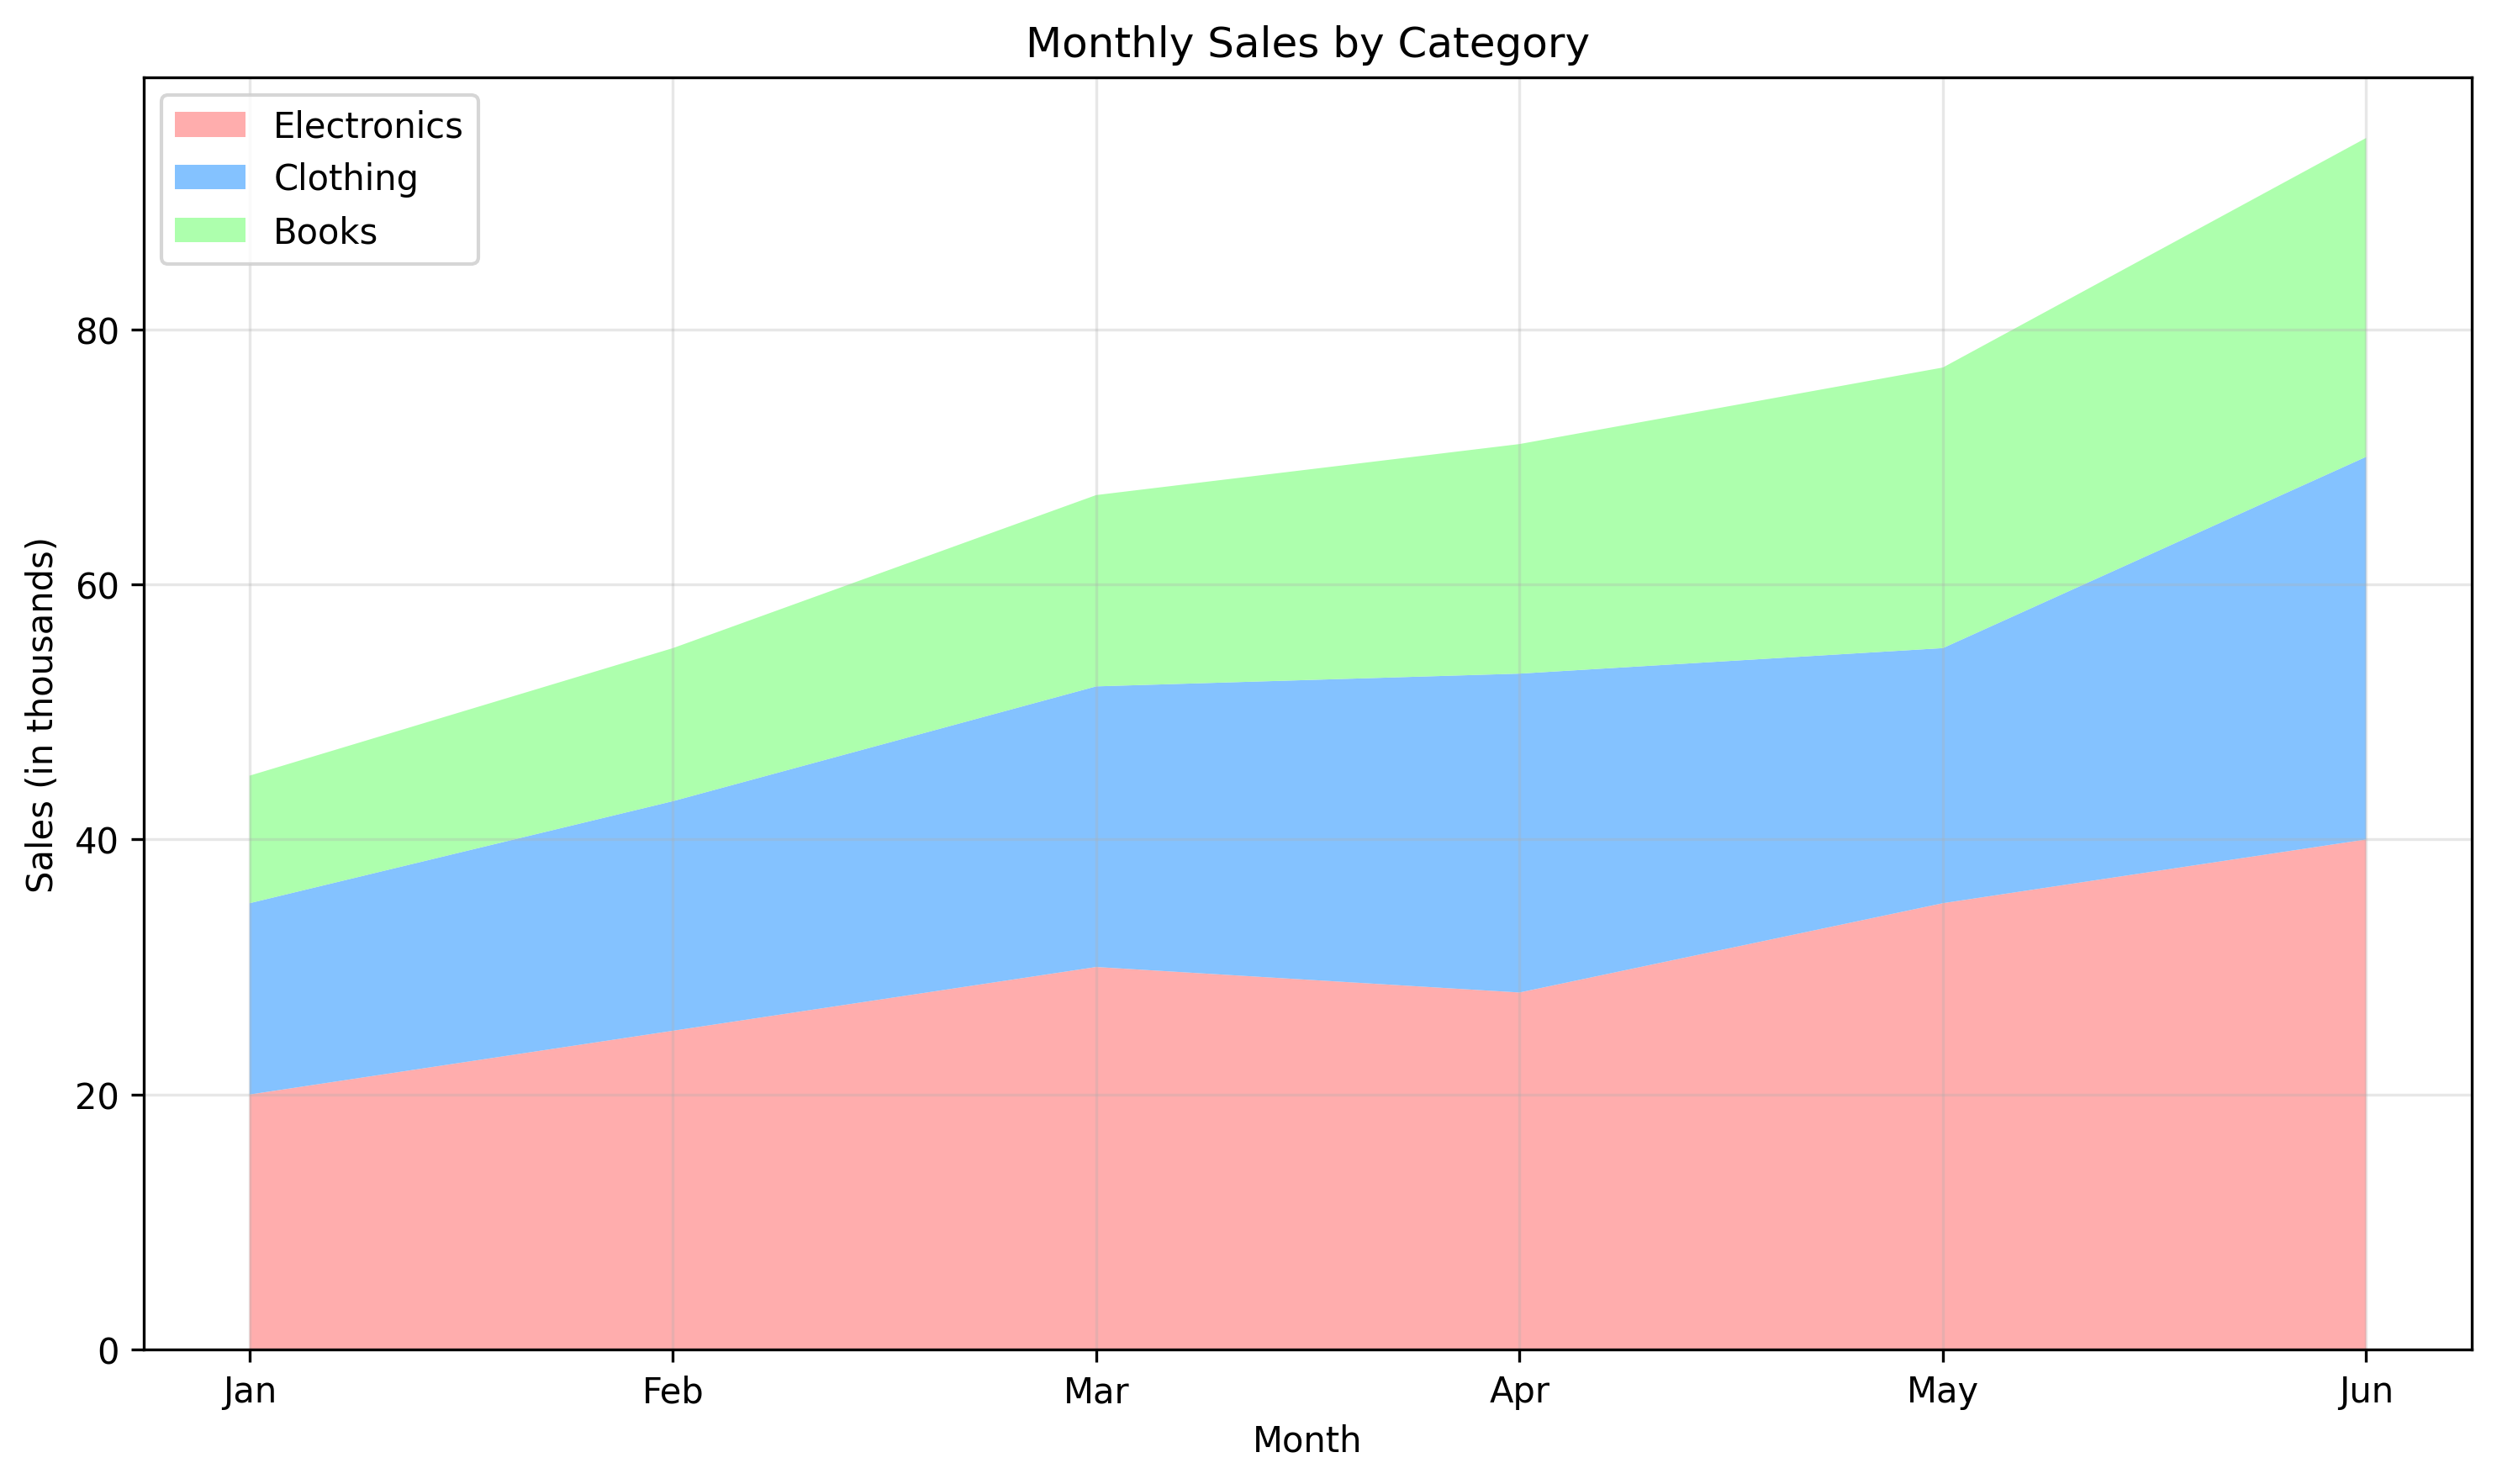 Monthly Sales by Category
Electronics
Clothing
Books
Sales (in thousands)
80
60
40
20
0
Jan Feb Mar Apr May Jun
Month